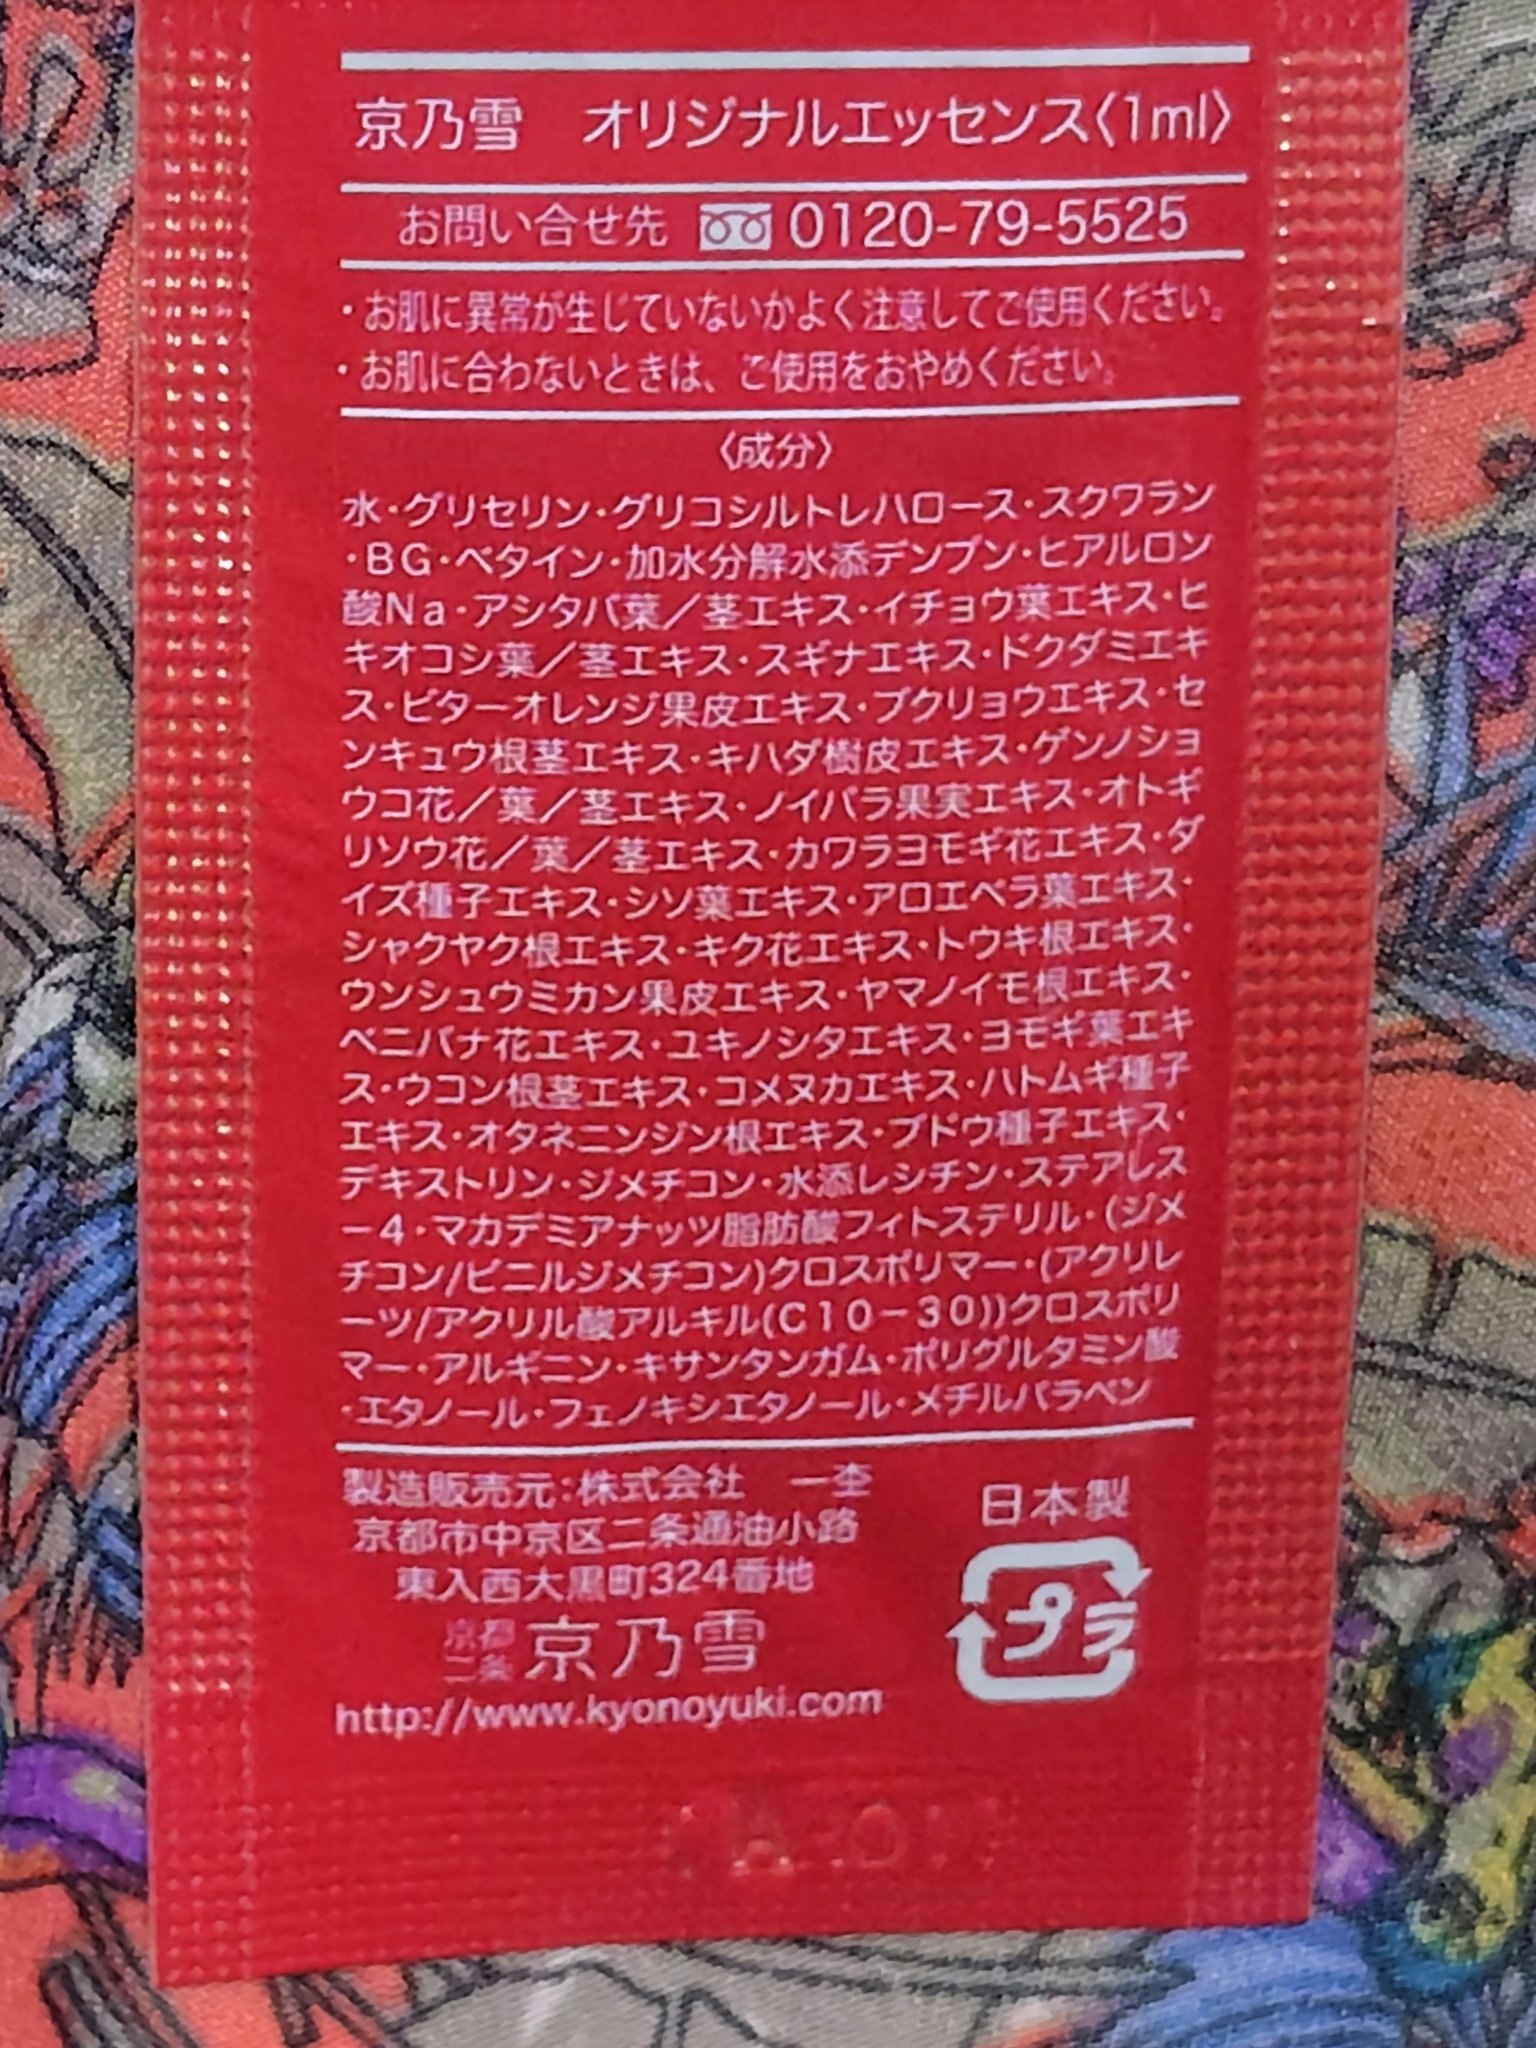 京乃雪　オリジナルエッセンス〈1ml〉
お問い合せ先 0120-79-5525
・お肌に異常が生じていないかよく注意してご使用ください。
・お肌に合わないときは、ご使用をおやめください。
〈成分〉
水・グリセリン・グリコシルトレハロース・スクワラン
・BG・ベタイン・加水分解水添デンプン・ヒアルロン
酸Na・アシタバ葉／茎エキス・イチョウ葉エキス・ヒ
キオコシ葉／茎エキス・スギナエキス・ドクダミエキ
ス・ビターオレンジ果皮エキス・ブクリョウエキス・セ
ンキュウ根茎エキス・キハダ樹皮エキス・ゲンノショ
ウコ花／葉／茎エキス・ノイバラ果実エキス・オトギ
リソウ花／葉／茎エキス・カワラヨモギ花エキス・ダ
イズ種子エキス・シソ葉エキス・アロエベラ葉エキス・
シャクヤク根エキス・キク花エキス・トウキ根エキス・
ウンシュウミカン果皮エキス・ヤマノイモ根エキス・
ベニバナ花エキス・ユキノシタエキス・ヨモギ葉エキ
ス・ウコン根茎エキス・コメヌカエキス・ハトムギ種子
エキス・オタネニンジン根エキス・ブドウ種子エキス・
デキストリン・ジメチコン・水添レシチン・ステアレス
－4・マカデミアナッツ脂肪酸フィトステリル・(ジメ
チコン/ビニルジメチコン)クロスポリマー・(アクリレ
ーツ/アクリル酸アルキル(C10－30))クロスポリ
マー・アルギニン・キサンタンガム・ポリグルタミン酸
・エタノール・フェノキシエタノール・メチルパラベン
製造販売元：株式会社　一杢
京都市中京区二条通油小路
東入西大黒町324番地
京都二条 京乃雪
http://www.kyonoyuki.com
日本製
プラ